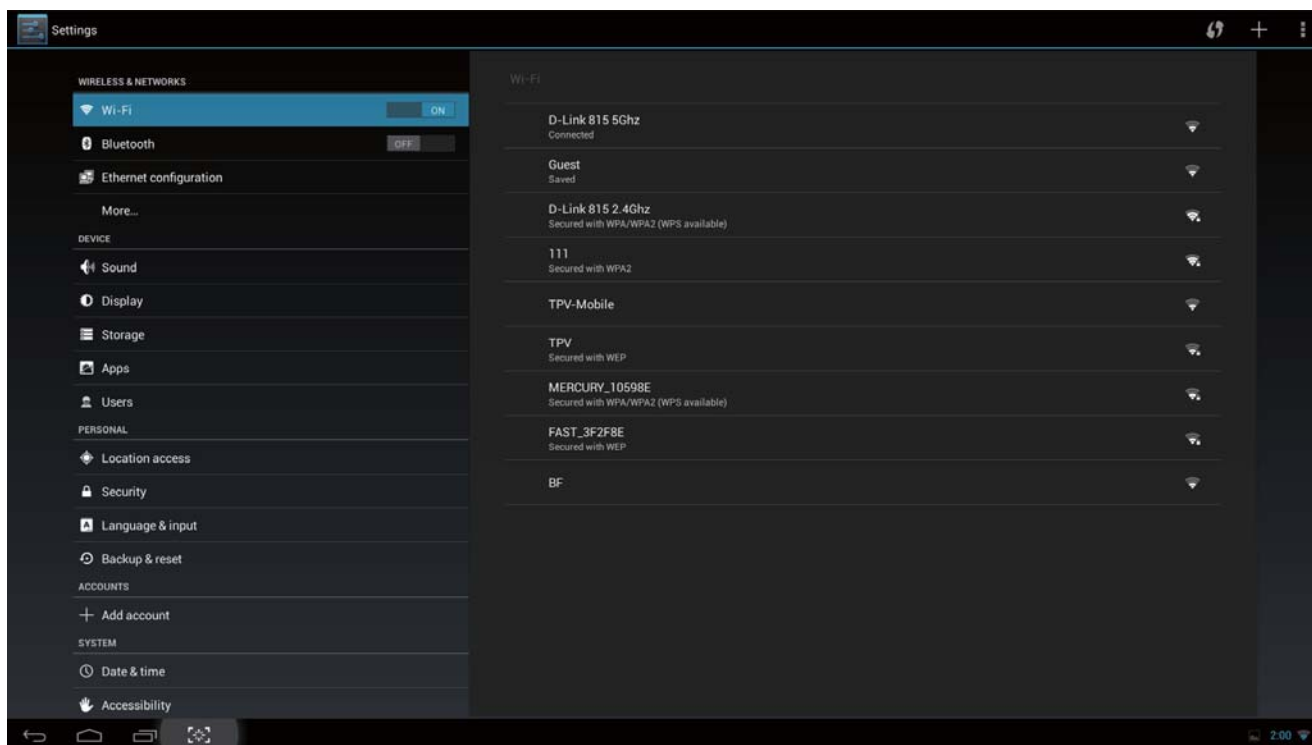 Settings
WIRELESS & NETWORKS
Wi-Fi
ON
Bluetooth
OFF
Ethernet configuration
More...
DEVICE
Sound
Display
Storage
Apps
Users
PERSONAL
Location access
Security
Language & input
Backup & reset
ACCOUNTS
Add account
SYSTEM
Date & time
Accessibility
Wi-Fi
D-Link 815 5Ghz
Connected
Guest
Saved
D-Link 815 2.4Ghz
Secured with WPA/WPA2 (WPS available)
111
Secured with WPA2
TPV-Mobile
TPV
Secured with WEP
MERCURY_10598E
Secured with WPA/WPA2 (WPS available)
FAST_3F2F8E
Secured with WEP
BF
2:00